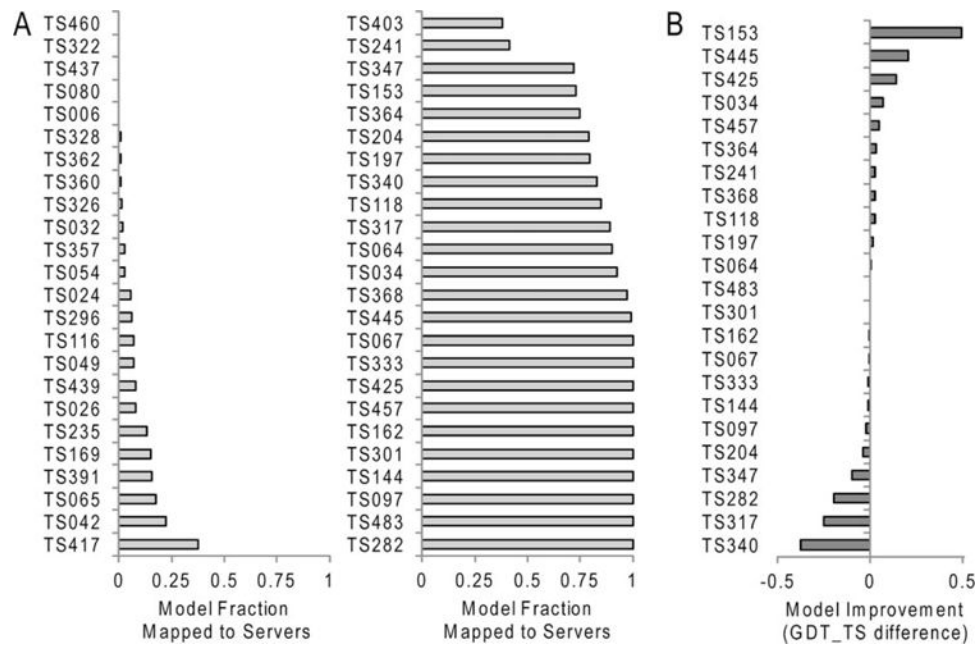 A
TS460
TS322
TS437
TS080
TS006
TS328
TS362
TS360
TS326
TS032
TS357
TS054
TS024
TS296
TS116
TS049
TS439
TS026
TS235
TS169
TS391
TS065
TS042
TS417
0 0.25 0.5 0.75 1
Model Fraction
Mapped to Servers
TS403
TS241
TS347
TS153
TS364
TS204
TS197
TS340
TS118
TS317
TS064
TS034
TS368
TS445
TS067
TS333
TS425
TS457
TS162
TS301
TS144
TS097
TS483
TS282
0 0.25 0.5 0.75 1
Model Fraction
Mapped to Servers
B
TS153
TS445
TS425
TS034
TS457
TS364
TS241
TS368
TS118
TS197
TS064
TS483
TS301
TS162
TS067
TS333
TS144
TS097
TS204
TS347
TS282
TS317
TS340
-0.5 0 0.5
Model Improvement
(GDT_TS difference)